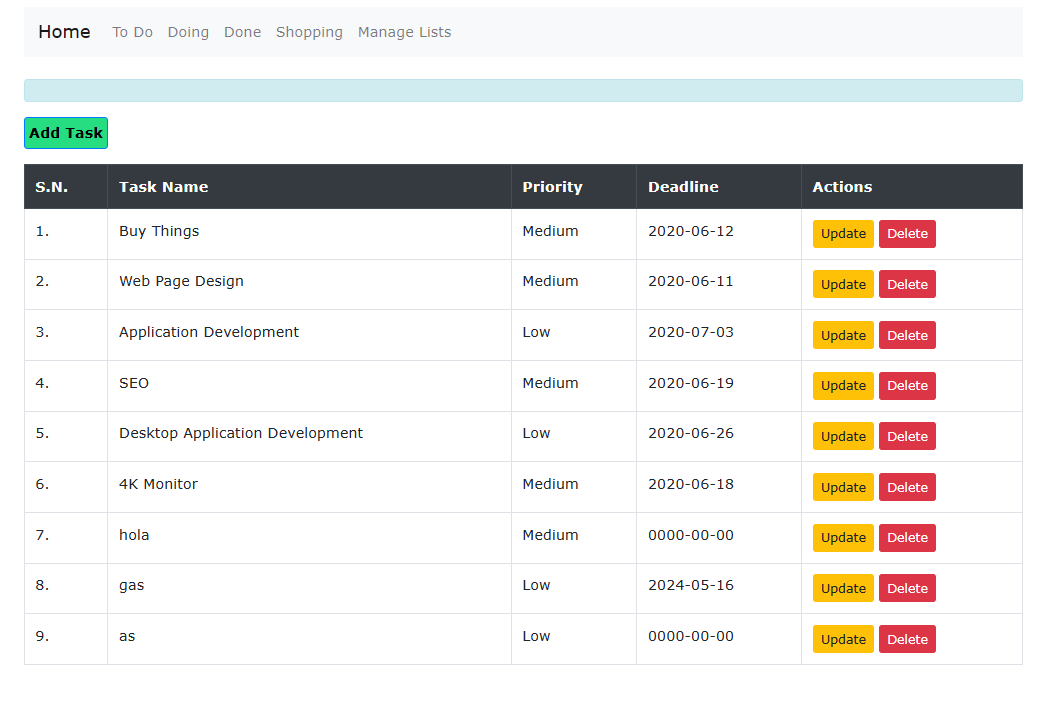 Home To Do Doing Done Shopping Manage Lists
Add Task
S.N. Task Name Priority Deadline Actions
1. Buy Things Medium 2020-06-12 Update Delete
2. Web Page Design Medium 2020-06-11 Update Delete
3. Application Development Low 2020-07-03 Update Delete
4. SEO Medium 2020-06-19 Update Delete
5. Desktop Application Development Low 2020-06-26 Update Delete
6. 4K Monitor Medium 2020-06-18 Update Delete
7. hola Medium 0000-00-00 Update Delete
8. gas Low 2024-05-16 Update Delete
9. as Low 0000-00-00 Update Delete